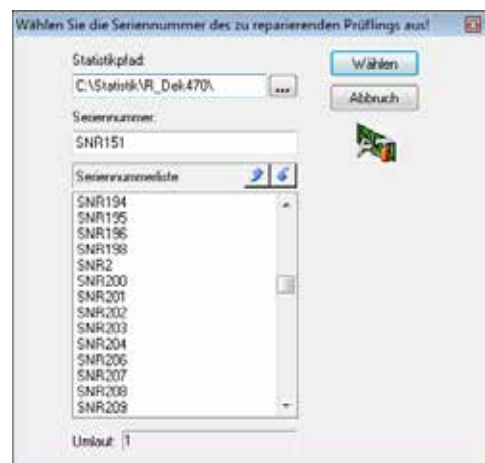 Wählen Sie die Seriennummer des zu reparierenden Prüflings aus!
Statistikpfad:
C:\Statistik\R_Dek470\
...
Wählen
Abbruch
Seriennummer:
SNR151
Seriennummerliste
SNR194
SNR195
SNR196
SNR198
SNR2
SNR200
SNR201
SNR202
SNR203
SNR204
SNR206
SNR207
SNR208
SNR209
Umlauf: 1